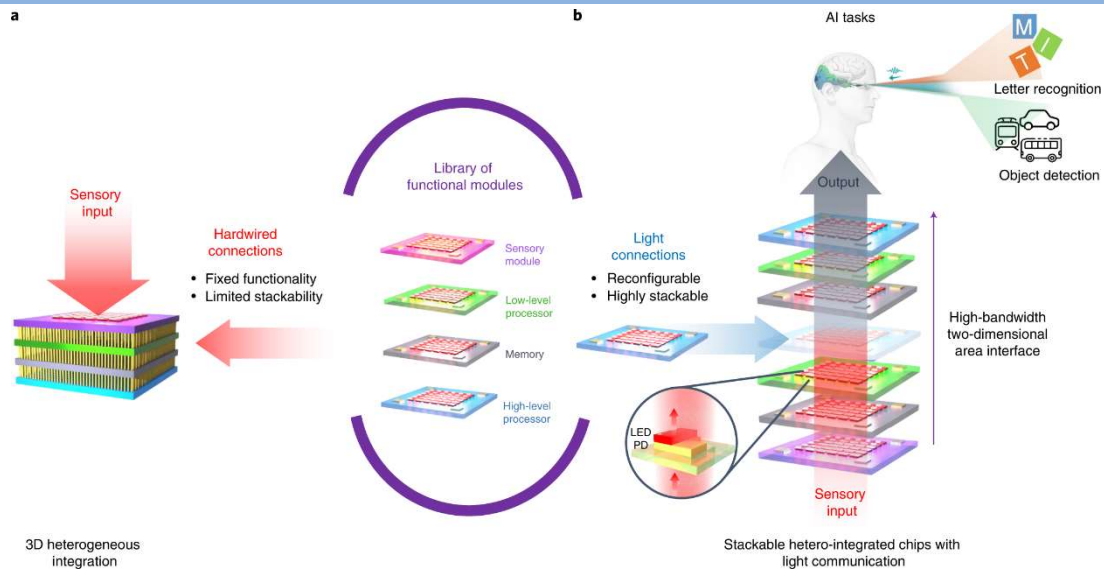 a
Sensory
input
Hardwired
connections
• Fixed functionality
• Limited stackability
3D heterogeneous
integration
Library of
functional modules
Sensory
module
Low-level
processor
Memory
High-level
processor
b
AI tasks
M
I
T
Letter recognition
Object detection
Output
Light
connections
• Reconfigurable
• Highly stackable
High-bandwidth
two-dimensional
area interface
LED
PD
Sensory
input
Stackable hetero-integrated chips with
light communication